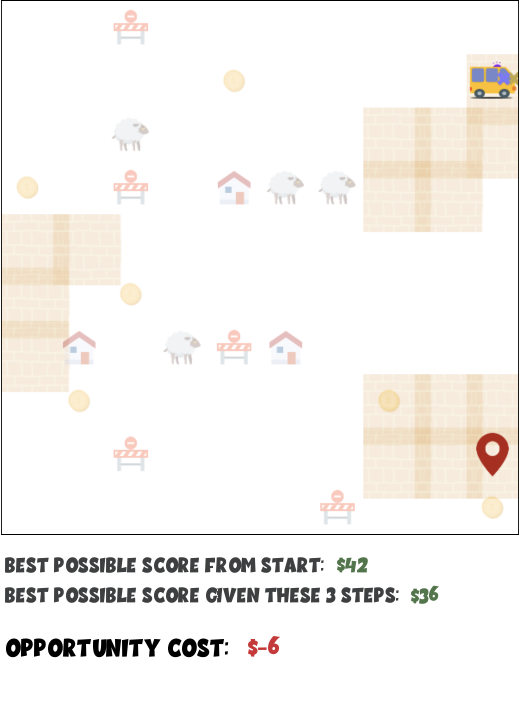 BEST POSSIBLE SCORE FROM START: $42
BEST POSSIBLE SCORE GIVEN THESE 3 STEPS: $36
OPPORTUNITY COST: $-6